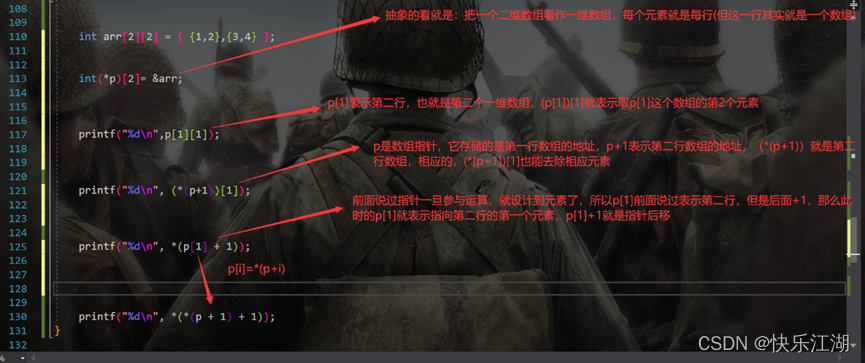 108
抽象的看就是：把一个二维数组看作一维数组，每个元素就是每行(但这一行其实就是一个数组)
109
110 int arr[2][2] = { {1,2},{3,4} };
111
112
113 int(*p)[2]= &arr;
114
115 p[1]表示第二行，也就是第二个一维数组，(p[1])[1]就表示取p[1]这个数组的第2个元素
116
117 printf("%d\n",p[1][1]);
118 p是数组指针，它存储的是第一行数组的地址，p+1表示第二行数组的地址，（*(p+1)）就是第二
119 行数组，相应的，(*[p+1])[1]也能去除相应元素
120
121 printf("%d\n", (*(p+1))[1]);
122 前面说过指针一旦参与运算，就设计到元素了，所以p[1]前面说过表示第二行，但是后面+1，那么此
123 时的p[1]就表示指向第二行的第一个元素，p[1]+1就是指针后移
124
125 printf("%d\n", *(p[1] + 1));
126
127 p[i]=*(p+i)
128
129
130 printf("%d\n", *(*(p + 1) + 1));
131 }
132
CSDN @快乐江湖